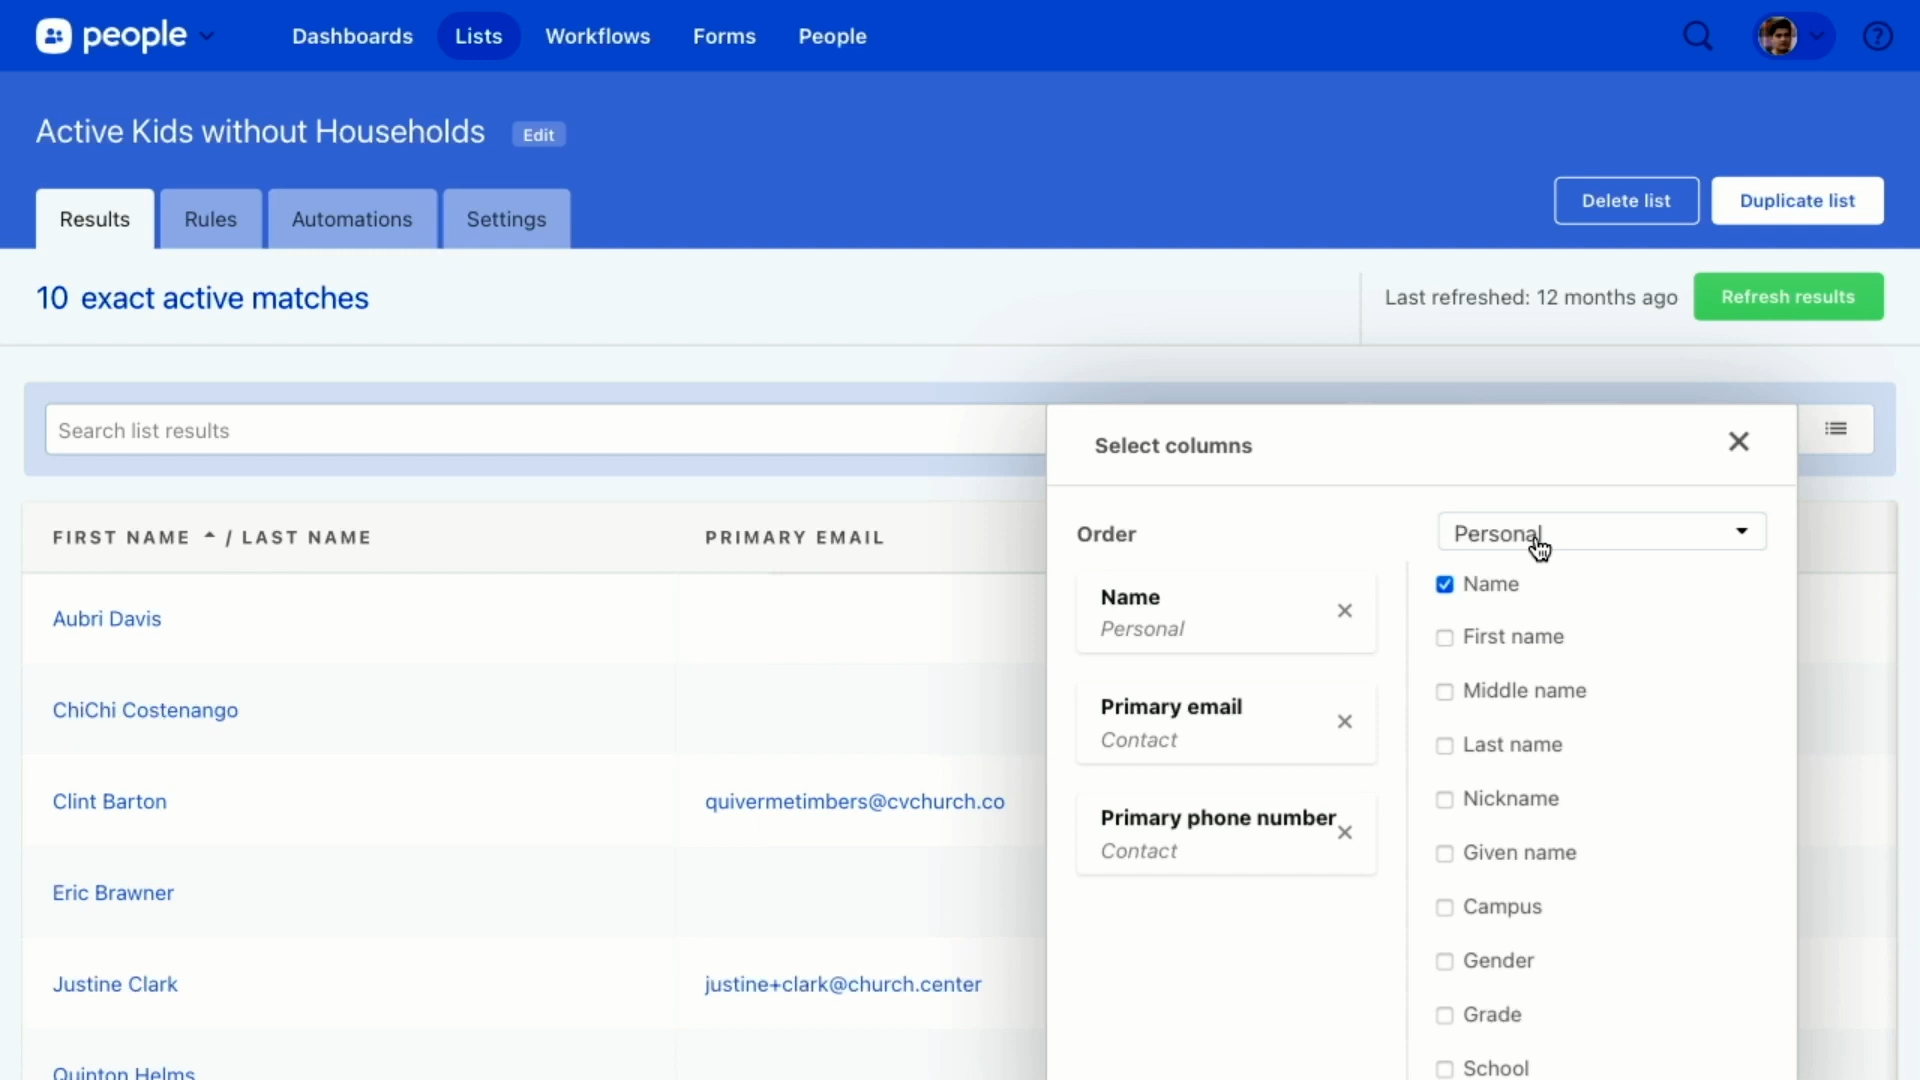 people
Dashboards
Lists
Workflows
Forms
People
?
Active Kids without Households
Edit
Results
Rules
Automations
Settings
Delete list
Duplicate list
10 exact active matches
Last refreshed: 12 months ago
Refresh results
Search list results
FIRST NAME / LAST NAME
PRIMARY EMAIL
Aubri Davis
ChiChi Costenango
Clint Barton
quivermetimbers@cvchurch.co
Eric Brawner
Justine Clark
justine+clark@church.center
Quinton Helms
Select columns
Order
Name
Personal
Primary email
Contact
Primary phone number
Contact
Personal
Name
First name
Middle name
Last name
Nickname
Given name
Campus
Gender
Grade
School